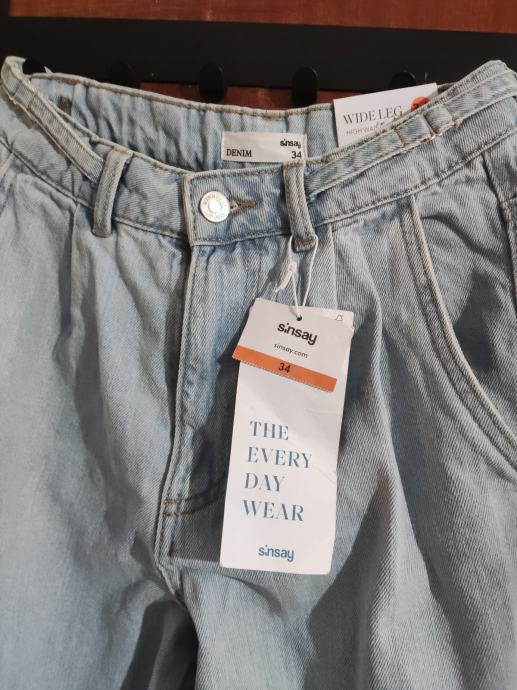 WIDE LEG
sinsay
DENIM
34
sinsay
sinsay.com
34
THE
EVERY
DAY
WEAR
sinsay